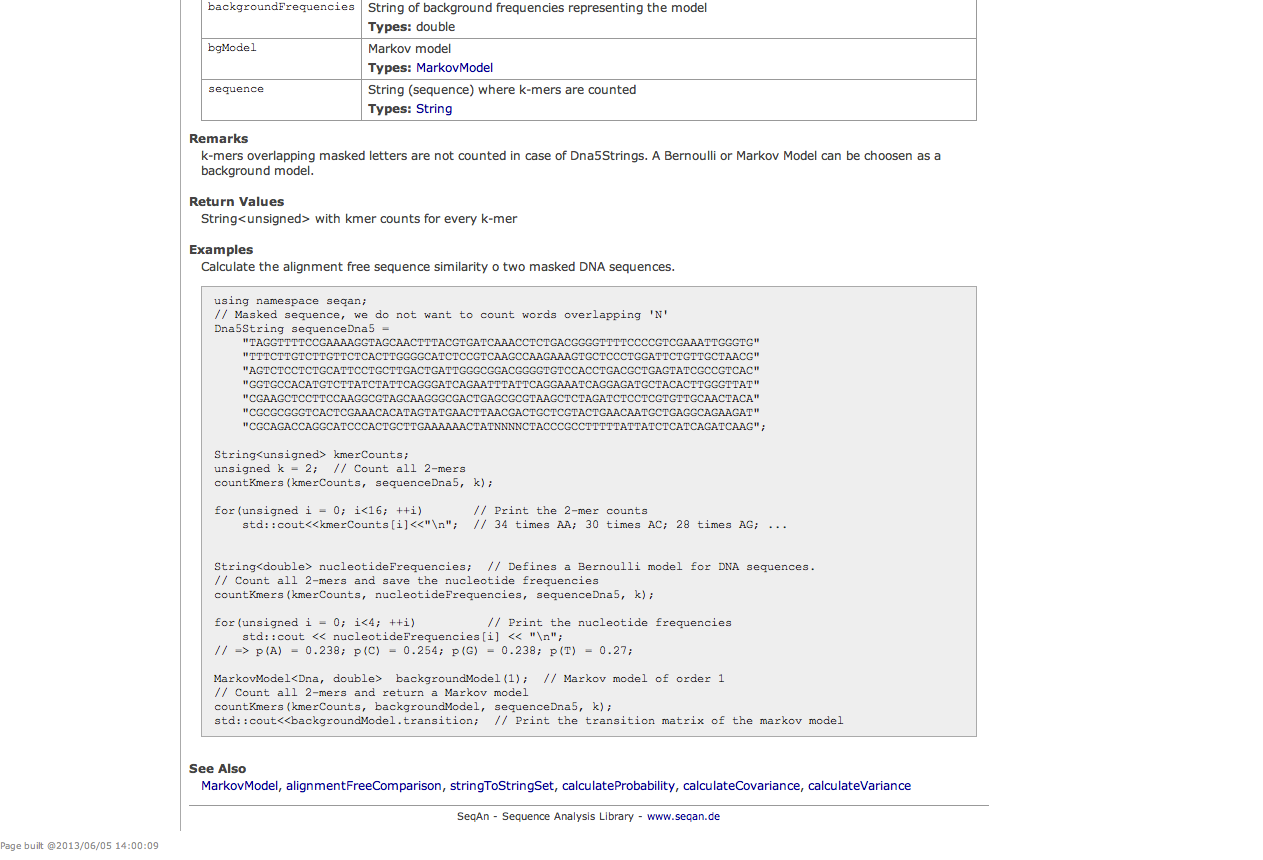 backgroundFrequencies String of background frequencies representing the model
Types: double
bgModel Markov model
Types: MarkovModel
sequence String (sequence) where k-mers are counted
Types: String
Remarks
k-mers overlapping masked letters are not counted in case of Dna5Strings. A Bernoulli or Markov Model can be choosen as a
background model.
Return Values
String<unsigned> with kmer counts for every k-mer
Examples
Calculate the alignment free sequence similarity o two masked DNA sequences.
using namespace seqan;
// Masked sequence, we do not want to count words overlapping 'N'
Dna5String sequenceDna5 =
"TAGGTTTTCCGAAAAGGTAGCAACTTTACGTGATCAAACCTCTGACGGGGTTTTCCCCGTCGAAATTGGGTG"
"TTTCTTGTCTTGTTCTCACTTGGGGCATCTCCGTCAAGCCAAGAAAGTGCTCCCTGGATTCTGTTGCTAACG"
"AGTCTCCTCTGCATTCCTGCTTGACTGATTGGGCGGACGGGGTGTCCACCTGACGCTGAGTATCGCCGTCAC"
"GGTGCCACATGTCTTATCTATTCAGGGATCAGAATTTATTCAGGAAATCAGGAGATGCTACACTTGGGTTAT"
"CGAAGCTCCTTCCAAGGCGTAGCAAGGGCGACTGAGCGCGTAAGCTCTAGATCTCCTCGTGTTGCAACTACA"
"CGCGCGGGTCACTCGAAACACATAGTATGAACTTAACGACTGCTCGTACTGAACAATGCTGAGGCAGAAGAT"
"CGCAGACCAGGCATCCCACTGCTTGAAAAAACTATNNNNCTACCCGCCTTTTTATTATCTCATCAGATCAAG";
String<unsigned> kmerCounts;
unsigned k = 2;  // Count all 2-mers
countKmers(kmerCounts, sequenceDna5, k);
for(unsigned i = 0; i<16; ++i)       // Print the 2-mer counts
std::cout<<kmerCounts[i]<<"\n";  // 34 times AA; 30 times AC; 28 times AG; ...
String<double> nucleotideFrequencies;  // Defines a Bernoulli model for DNA sequences.
// Count all 2-mers and save the nucleotide frequencies
countKmers(kmerCounts, nucleotideFrequencies, sequenceDna5, k);
for(unsigned i = 0; i<4; ++i)          // Print the nucleotide frequencies
std::cout << nucleotideFrequencies[i] << "\n";
// => p(A) = 0.238; p(C) = 0.254; p(G) = 0.238; p(T) = 0.27;
MarkovModel<Dna, double>  backgroundModel(1);  // Markov model of order 1
// Count all 2-mers and return a Markov model
countKmers(kmerCounts, backgroundModel, sequenceDna5, k);
std::cout<<backgroundModel.transition;  // Print the transition matrix of the markov model
See Also
MarkovModel, alignmentFreeComparison, stringToStringSet, calculateProbability, calculateCovariance, calculateVariance
SeqAn - Sequence Analysis Library - www.seqan.de
Page built @2013/06/05 14:00:09